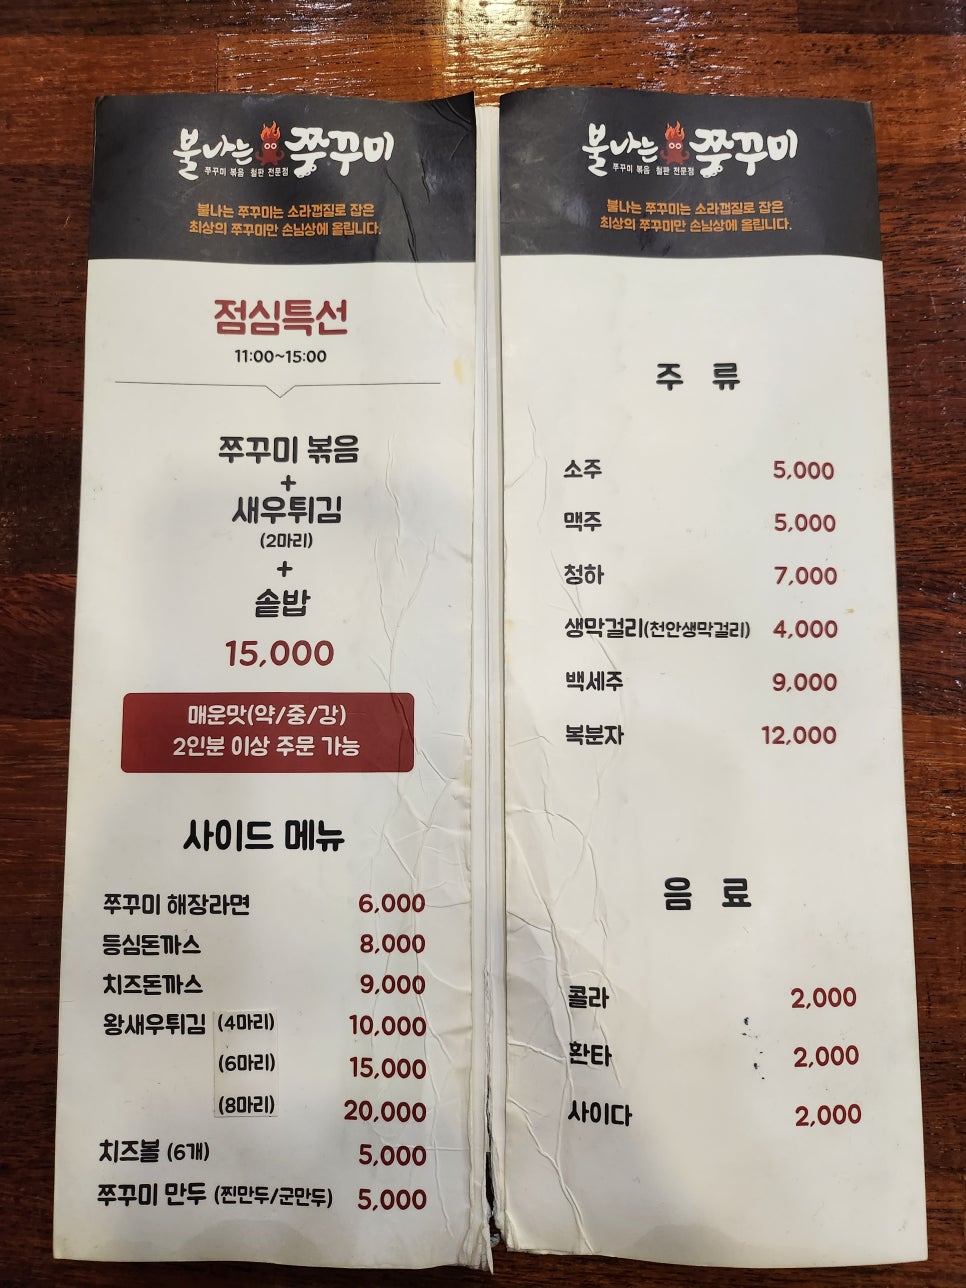 불나는 쭈꾸미
쭈꾸미 볶음 철판 전문점
불나는 쭈꾸미는 소라껍질로 잡은
최상의 쭈꾸미만 손님상에 올립니다.
점심특선
11:00~15:00
쭈꾸미 볶음
+
새우튀김
(2마리)
+
솥밥
15,000
매운맛(약/중/강)
2인분 이상 주문 가능
사이드 메뉴
쭈꾸미 해장라면 6,000
등심돈까스 8,000
치즈돈까스 9,000
왕새우튀김 (4마리) 10,000
(6마리) 15,000
(8마리) 20,000
치즈볼 (6개) 5,000
쭈꾸미 만두 (찐만두/군만두) 5,000
불나는 쭈꾸미
쭈꾸미 볶음 철판 전문점
불나는 쭈꾸미는 소라껍질로 잡은
최상의 쭈꾸미만 손님상에 올립니다.
주 류
소주 5,000
맥주 5,000
청하 7,000
생막걸리(천안생막걸리) 4,000
백세주 9,000
복분자 12,000
음 료
콜라 2,000
환타 2,000
사이다 2,000